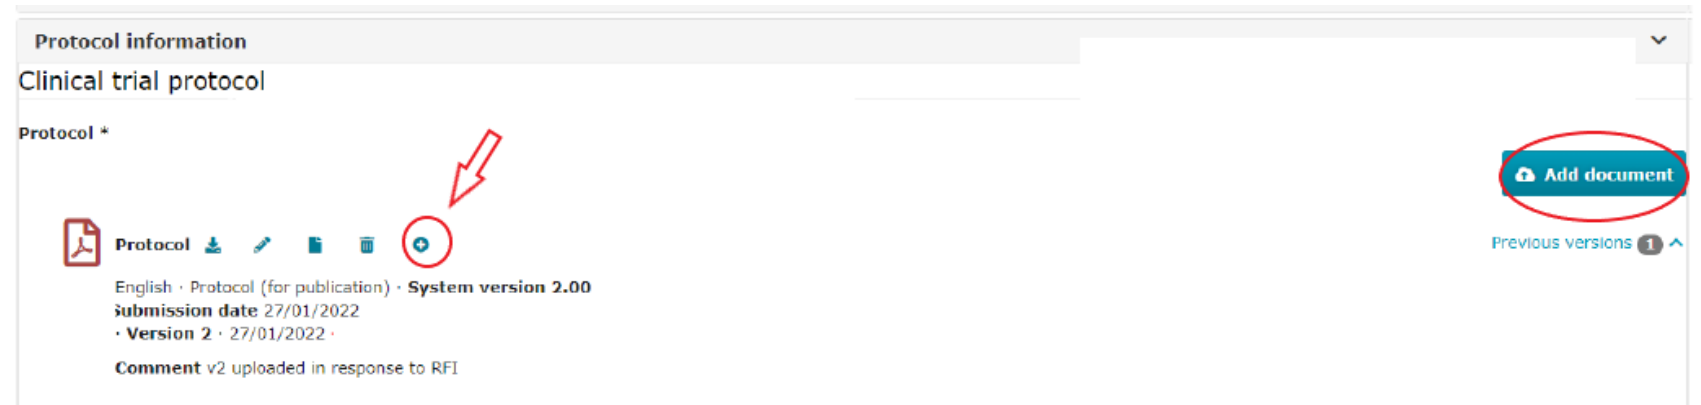 Protocol information
Clinical trial protocol
Protocol *
Add document
Protocol
Previous versions 1
English · Protocol (for publication) · System version 2.00
Submission date 27/01/2022
· Version 2 · 27/01/2022 ·
Comment v2 uploaded in response to RFI